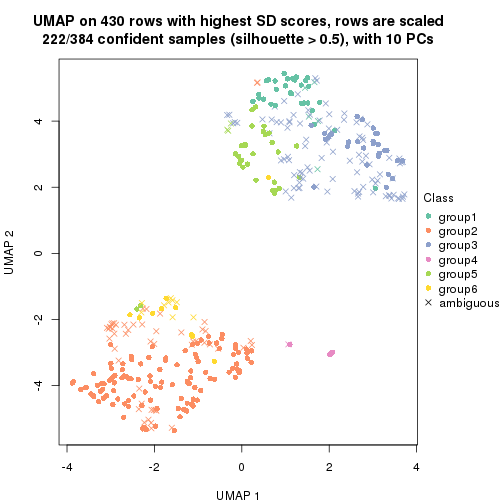 UMAP on 430 rows with highest SD scores, rows are scaled
222/384 confident samples (silhouette > 0.5), with 10 PCs
4
2
0
-2
-4
UMAP 2
-4
-2
0
2
4
UMAP 1
Class
group1
group2
group3
group4
group5
group6
ambiguous